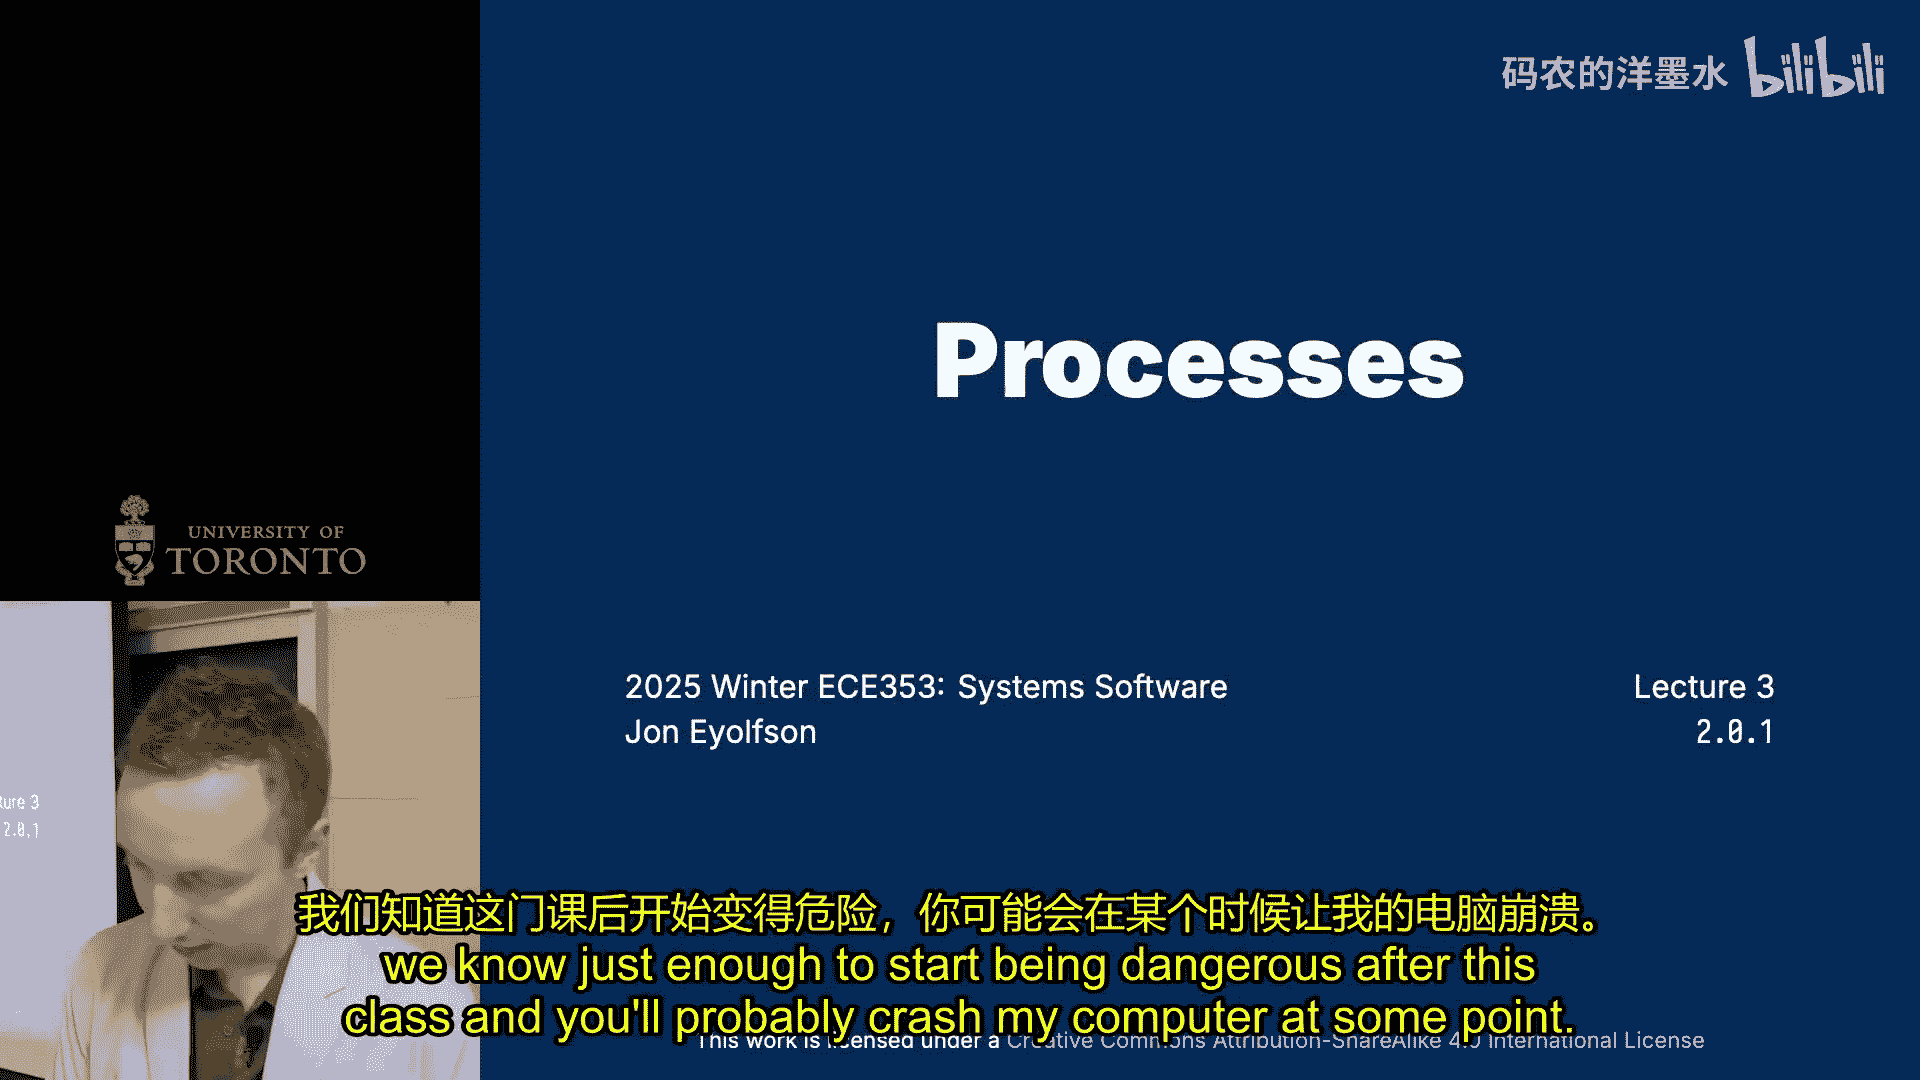 码农的洋墨水 bilibili
Processes
UNIVERSITY OF
TORONTO
2025 Winter ECE353: Systems Software
Jon Eyolfson
Lecture 3
2.0.1
ture 3
2.0.1
我们知道这门课后开始变得危险，你可能会在某个时候让我的电脑崩溃。
we know just enough to start being dangerous after this
class and you'll probably crash my computer at some point.
This work is licensed under a Creative Commons Attribution-ShareAlike 4.0 International License